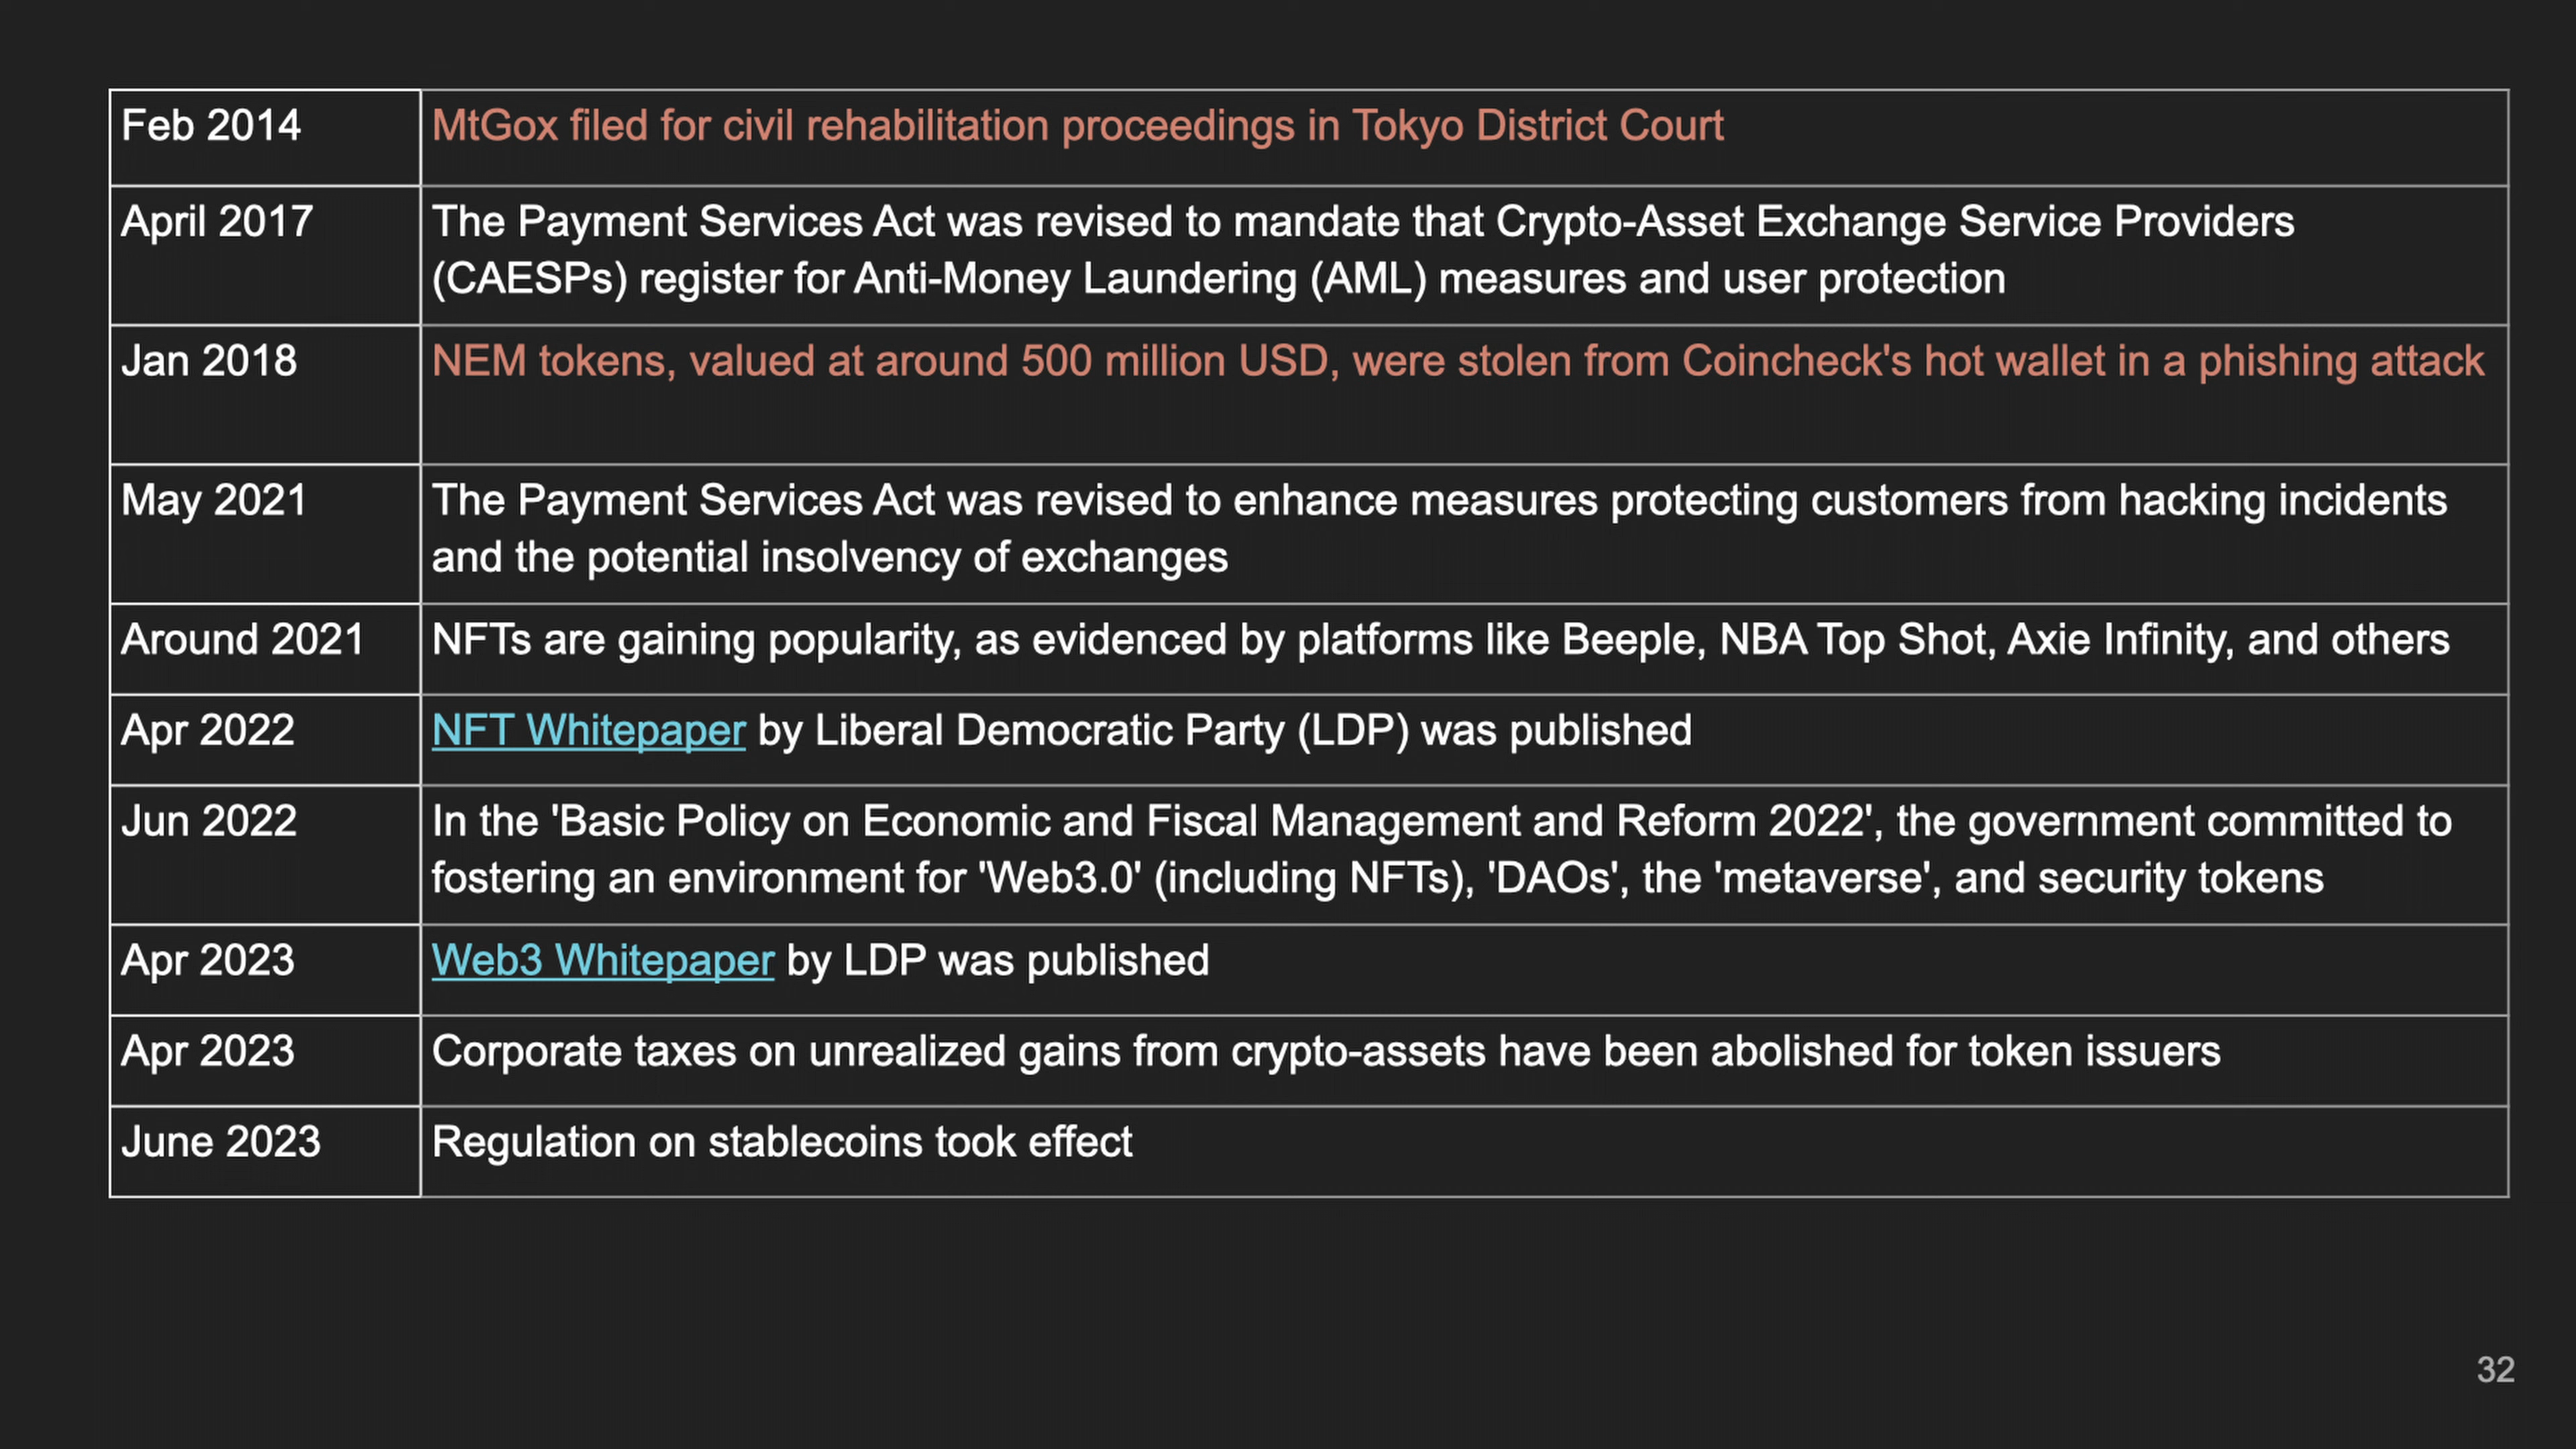 Feb 2014
MtGox filed for civil rehabilitation proceedings in Tokyo District Court
April 2017
The Payment Services Act was revised to mandate that Crypto-Asset Exchange Service Providers
(CAESPs) register for Anti-Money Laundering (AML) measures and user protection
Jan 2018
NEM tokens, valued at around 500 million USD, were stolen from Coincheck's hot wallet in a phishing attack
May 2021
The Payment Services Act was revised to enhance measures protecting customers from hacking incidents
and the potential insolvency of exchanges
Around 2021
NFTs are gaining popularity, as evidenced by platforms like Beeple, NBA Top Shot, Axie Infinity, and others
Apr 2022
NFT Whitepaper by Liberal Democratic Party (LDP) was published
Jun 2022
In the 'Basic Policy on Economic and Fiscal Management and Reform 2022', the government committed to
fostering an environment for 'Web3.0' (including NFTs), 'DAOs', the 'metaverse', and security tokens
Apr 2023
Web3 Whitepaper by LDP was published
Apr 2023
Corporate taxes on unrealized gains from crypto-assets have been abolished for token issuers
June 2023
Regulation on stablecoins took effect
32